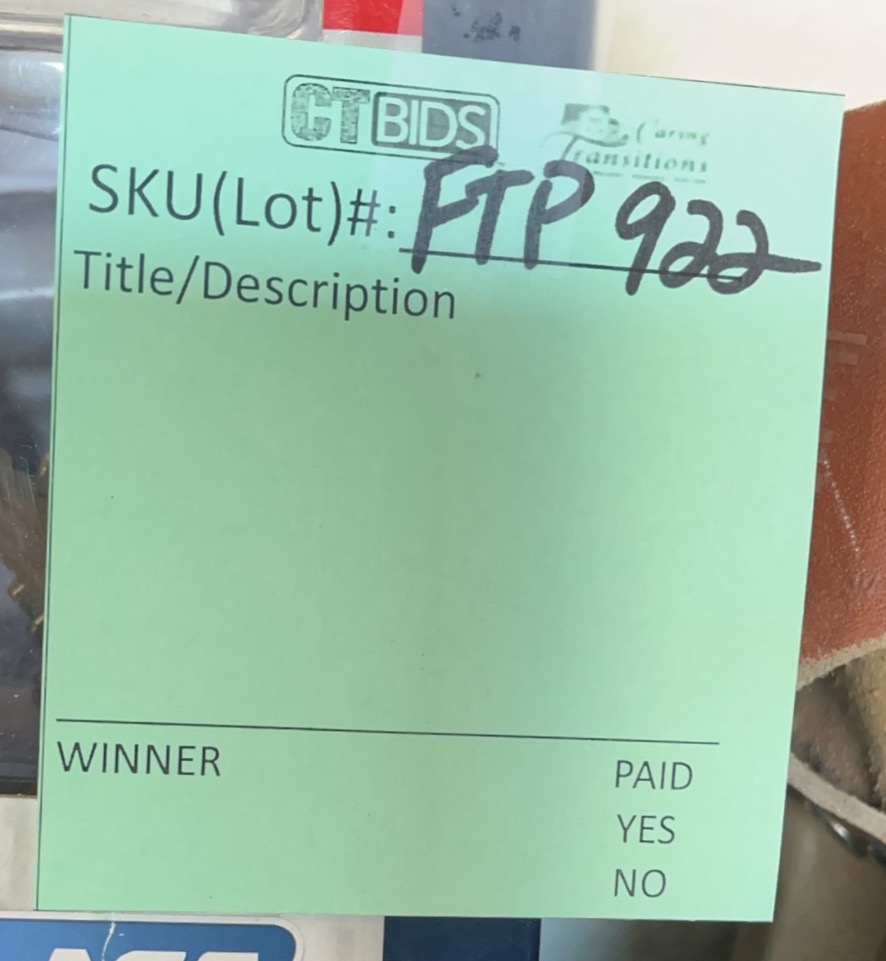 CT BIDS Caring Transitions
SKU(Lot)#: FTP 922
Title/Description
WINNER PAID
YES
NO